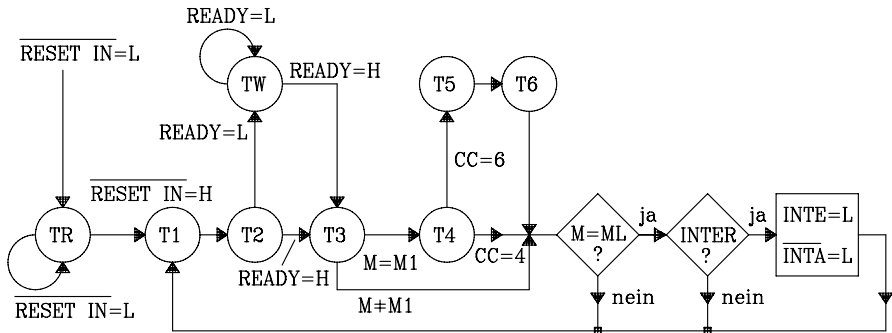 READY=L
RESET IN=L
TW
READY=H
T5
T6
READY=L
CC=6
RESET IN=H
TR
T1
T2
T3
T4
M=ML
?
ja
INTER
?
ja
INTE=L
INTA=L
M=M1
CC=4
READY=H
RESET IN=L
M≠M1
nein
nein